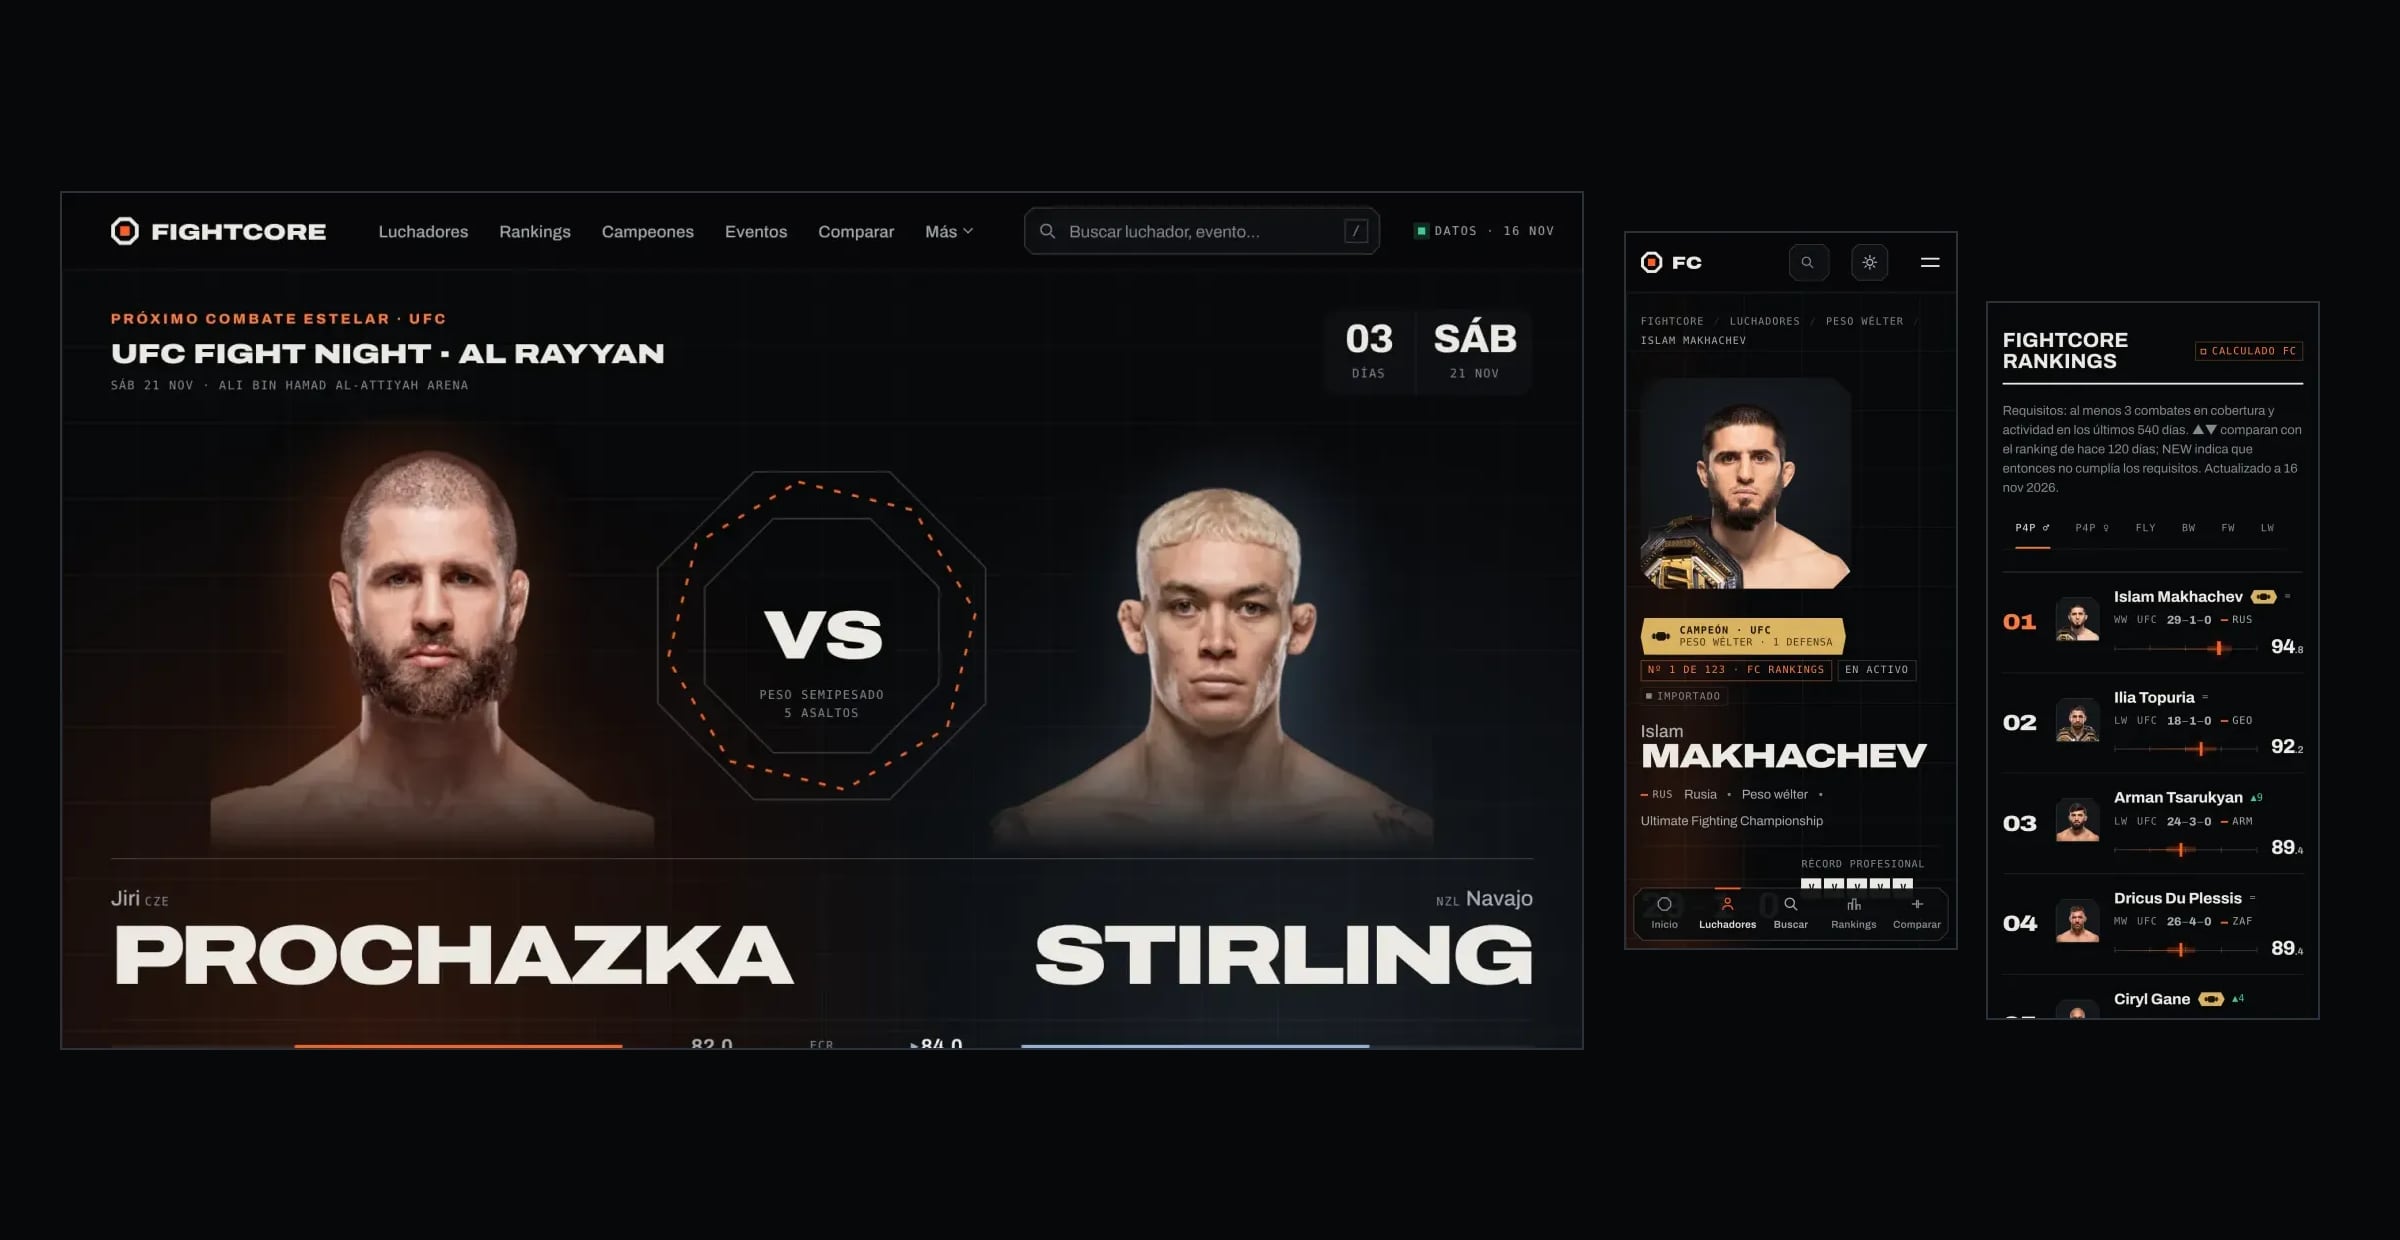 FIGHTCORE
Luchadores Rankings Campeones Eventos Comparar Más
Buscar luchador, evento... /
DATOS · 16 NOV
PRÓXIMO COMBATE ESTELAR · UFC
UFC FIGHT NIGHT · AL RAYYAN
SÁB 21 NOV · ALI BIN HAMAD AL-ATTIYAH ARENA
03 SÁB
DÍAS 21 NOV
VS
PESO SEMIPESADO
5 ASALTOS
Jiri CZE
PROCHAZKA
NZL Navajo
STIRLING
82.0 FCR ▸84.0
FC
FIGHTCORE / LUCHADORES / PESO WÉLTER /
ISLAM MAKHACHEV
CAMPEÓN · UFC
PESO WÉLTER · 1 DEFENSA
Nº 1 DE 123 · FC RANKINGS
EN ACTIVO
IMPORTADO
Islam
MAKHACHEV
RUS Rusia • Peso wélter •
Ultimate Fighting Championship
RÉCORD PROFESIONAL
V V V V V
Inicio Luchadores Buscar Rankings Comparar
FIGHTCORE
RANKINGS
CALCULADO FC
Requisitos: al menos 3 combates en cobertura y
actividad en los últimos 540 días. ▲▼ comparan con
el ranking de hace 120 días; NEW indica que
entonces no cumplía los requisitos. Actualizado a 16
nov 2026.
P4P ♂ P4P ♀ FLY BW FW LW
01
Islam Makhachev =
WW UFC 29-1-0 RUS
94.8
02
Ilia Topuria =
LW UFC 18-1-0 GEO
92.2
03
Arman Tsarukyan ▲9
LW UFC 24-3-0 ARM
89.4
04
Dricus Du Plessis =
MW UFC 26-4-0 ZAF
89.4
Ciryl Gane ▲4